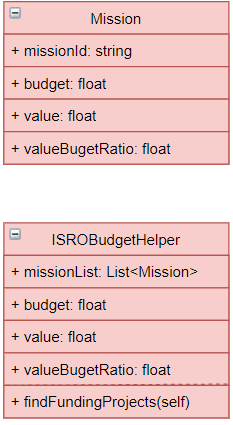 Mission
+ missionId: string
+ budget: float
+ value: float
+ valueBugetRatio: float
ISROBudgetHelper
+ missionList: List<Mission>
+ budget: float
+ value: float
+ valueBugetRatio: float
+ findFundingProjects(self)